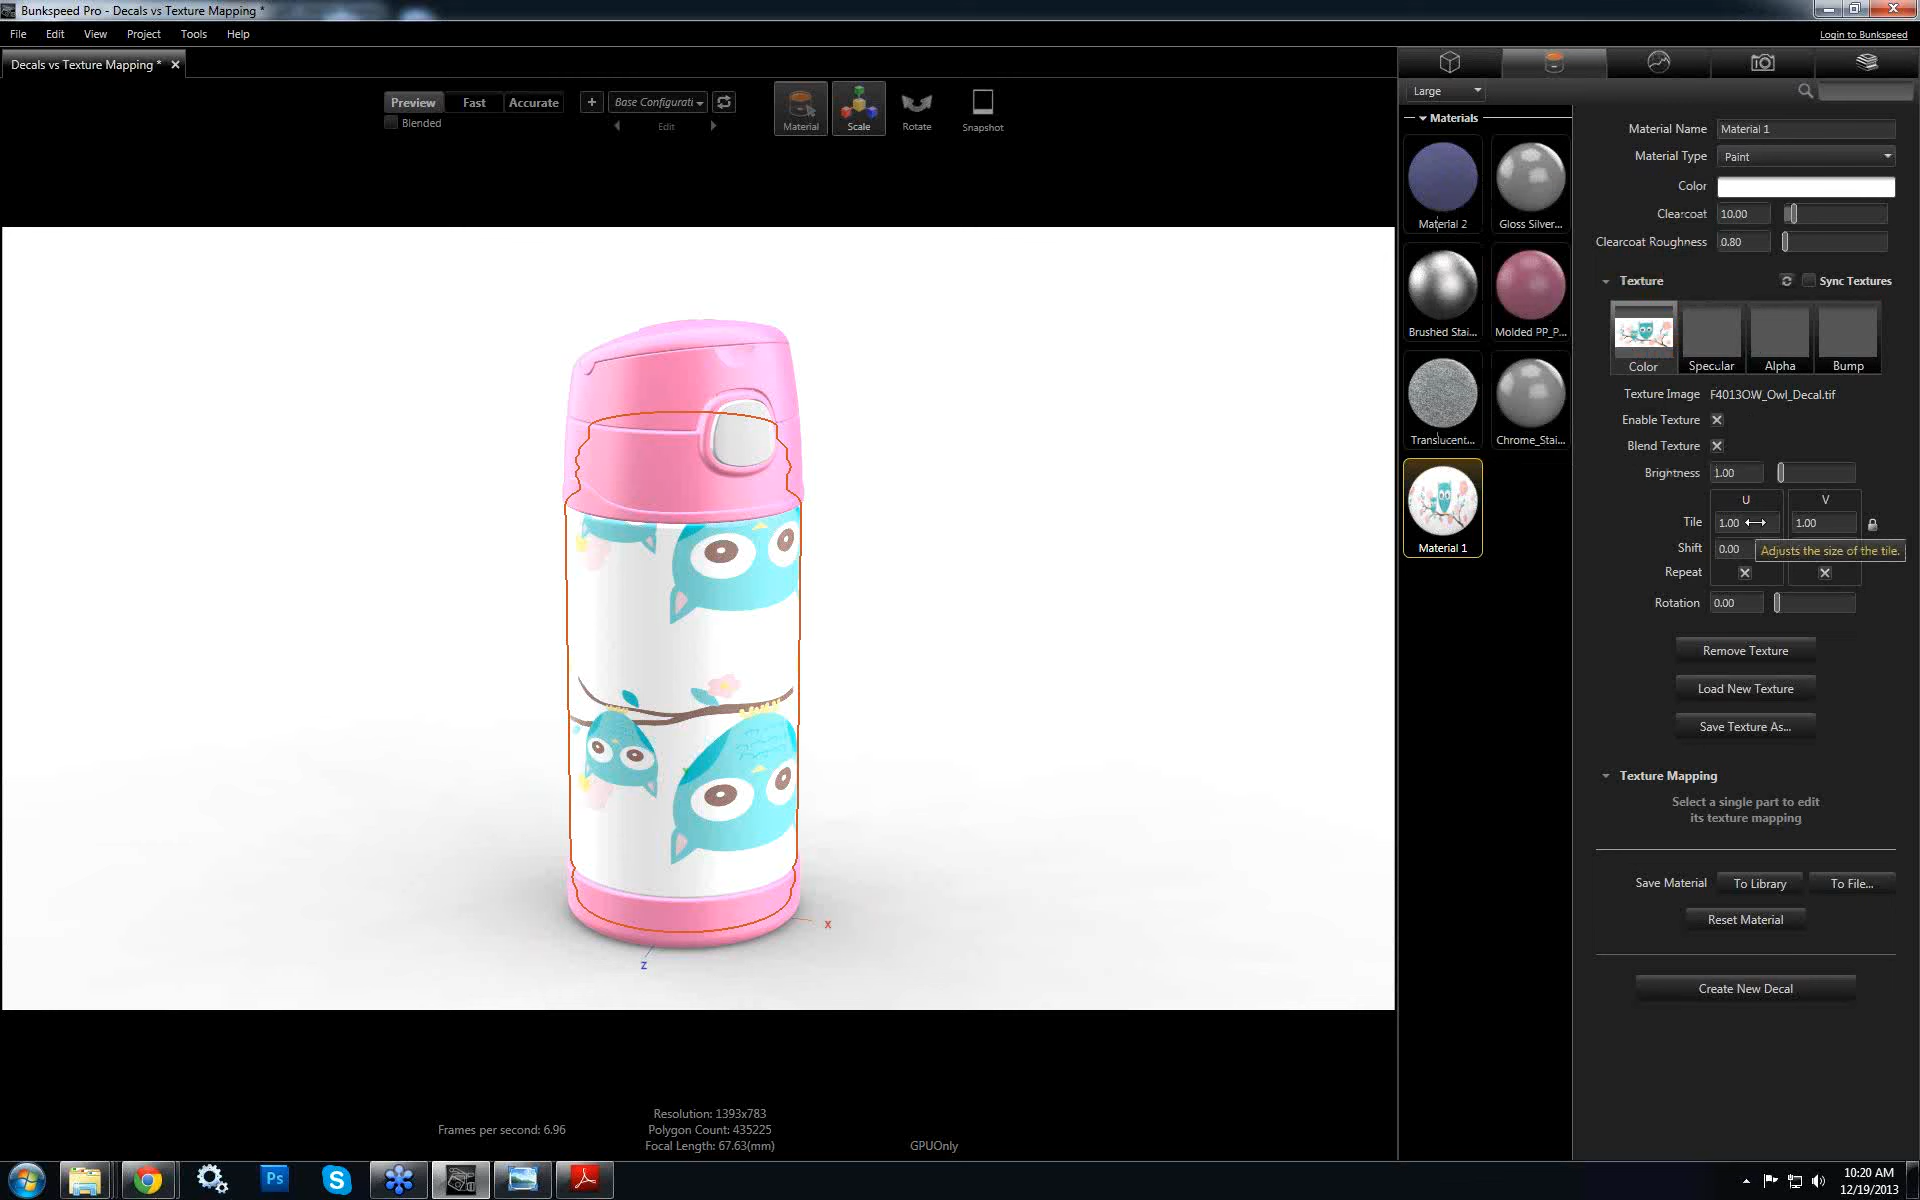 Bunkspeed Pro - Decals vs Texture Mapping *
File Edit View Project Tools Help
Login to Bunkspeed
Decals vs Texture Mapping *
Preview Fast Accurate
Blended
+ Base Configurati
Edit
Material Scale Rotate Snapshot
Large
Materials
Material 2 Gloss Silver...
Brushed Stai... Molded PP_P...
Translucent... Chrome_Stai...
Material 1
Material Name Material 1
Material Type Paint
Color
Clearcoat 10.00
Clearcoat Roughness 0.80
Texture Sync Textures
Color Specular Alpha Bump
Texture Image F4013OW_Owl_Decal.tif
Enable Texture
Blend Texture
Brightness 1.00
U V
Tile 1.00 1.00
Shift 0.00 Adjusts the size of the tile.
Repeat
Rotation 0.00
Remove Texture
Load New Texture
Save Texture As...
Texture Mapping
Select a single part to edit
its texture mapping
Save Material To Library To File...
Reset Material
Create New Decal
X
Z
Frames per second: 6.96
Resolution: 1393x783
Polygon Count: 435225
Focal Length: 67.63(mm)
GPUOnly
Ps
10:20 AM
12/19/2013